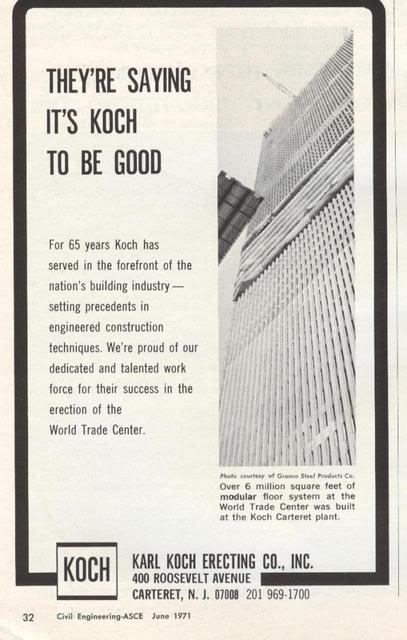 THEY'RE SAYING
IT'S KOCH
TO BE GOOD
For 65 years Koch has
served in the forefront of the
nation's building industry —
setting precedents in
engineered construction
techniques. We're proud of our
dedicated and talented work
force for their success in the
erection of the
World Trade Center.
Photo courtesy of Granco Steel Products Co.
Over 6 million square feet of
modular floor system at the
World Trade Center was built
at the Koch Carteret plant.
KOCH
KARL KOCH ERECTING CO., INC.
400 ROOSEVELT AVENUE
CARTERET, N. J. 07008 201 969-1700
32 Civil Engineering-ASCE June 1971